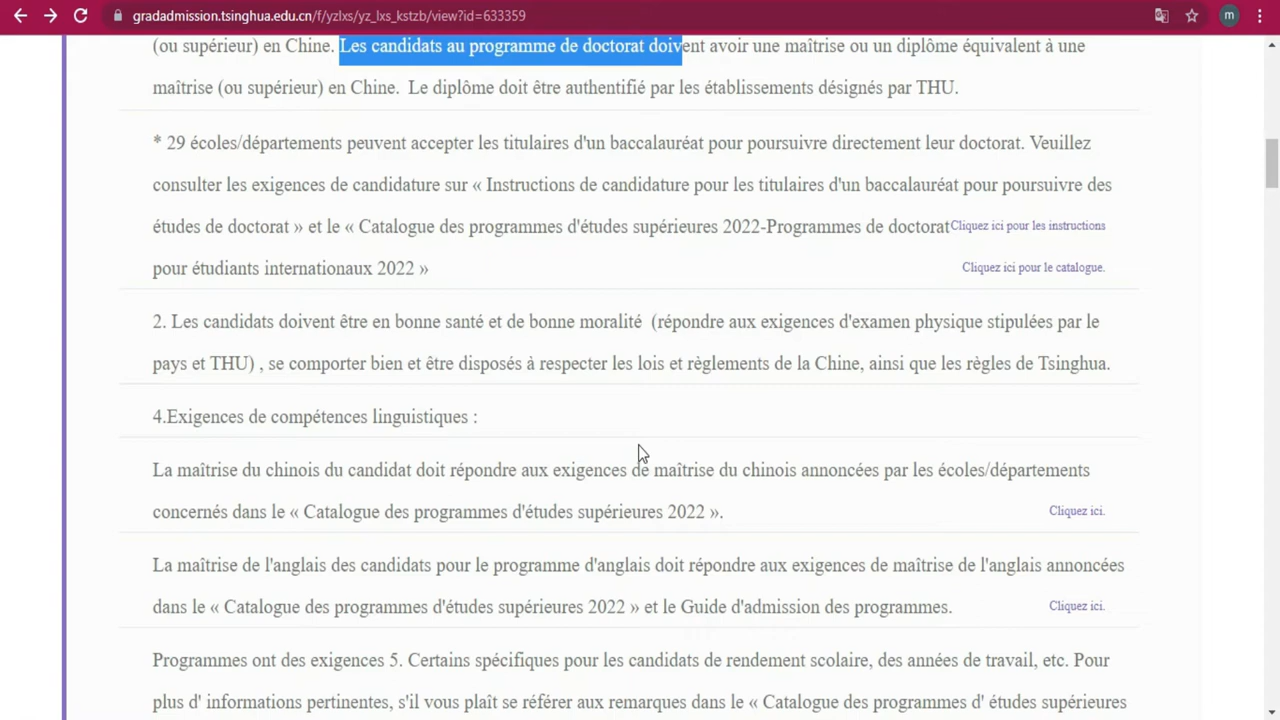 gradadmission.tsinghua.edu.cn/f/yzlxs/yz_lxs_kstzb/view?id=633359
m
(ou supérieur) en Chine. Les candidats au programme de doctorat doivent avoir une maîtrise ou un diplôme équivalent à une
maîtrise (ou supérieur) en Chine. Le diplôme doit être authentifié par les établissements désignés par THU.
* 29 écoles/départements peuvent accepter les titulaires d'un baccalauréat pour poursuivre directement leur doctorat. Veuillez
consulter les exigences de candidature sur « Instructions de candidature pour les titulaires d'un baccalauréat pour poursuivre des
études de doctorat » et le « Catalogue des programmes d'études supérieures 2022-Programmes de doctorat Cliquez ici pour les instructions
pour étudiants internationaux 2022 » Cliquez ici pour le catalogue.
2. Les candidats doivent être en bonne santé et de bonne moralité (répondre aux exigences d'examen physique stipulées par le
pays et THU) , se comporter bien et être disposés à respecter les lois et règlements de la Chine, ainsi que les règles de Tsinghua.
4.Exigences de compétences linguistiques :
La maîtrise du chinois du candidat doit répondre aux exigences de maîtrise du chinois annoncées par les écoles/départements
concernés dans le « Catalogue des programmes d'études supérieures 2022 ». Cliquez ici.
La maîtrise de l'anglais des candidats pour le programme d'anglais doit répondre aux exigences de maîtrise de l'anglais annoncées
dans le « Catalogue des programmes d'études supérieures 2022 » et le Guide d'admission des programmes. Cliquez ici.
Programmes ont des exigences 5. Certains spécifiques pour les candidats de rendement scolaire, des années de travail, etc. Pour
plus d' informations pertinentes, s'il vous plaît se référer aux remarques dans le « Catalogue des programmes d' études supérieures